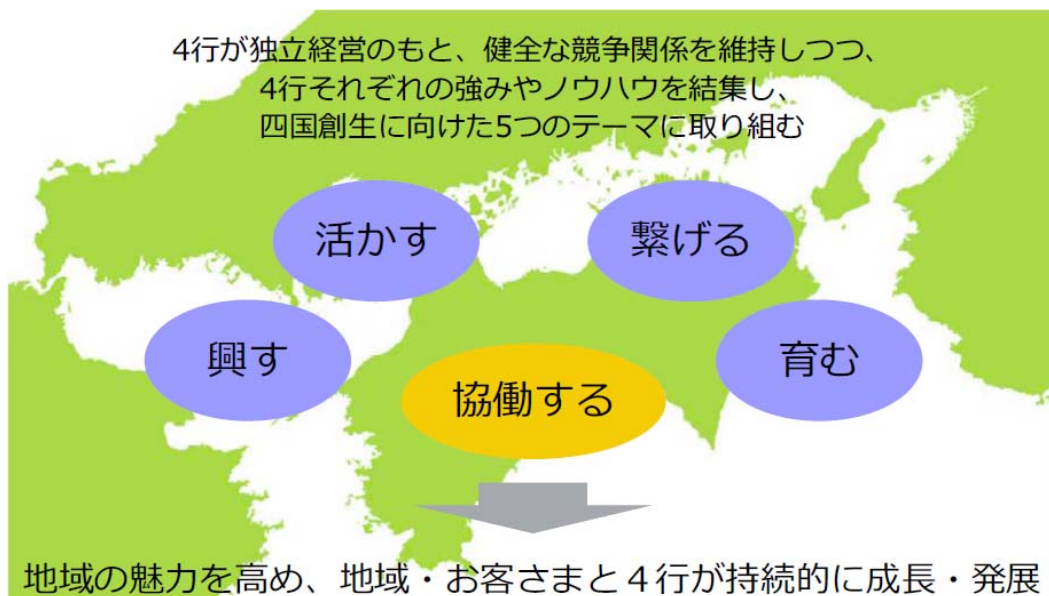 4行が独立経営のもと、健全な競争関係を維持しつつ、
4行それぞれの強みやノウハウを結集し、
四国創生に向けた5つのテーマに取り組む
活かす
繋げる
興す
育む
協働する
地域の魅力を高め、地域・お客さまと４行が持続的に成長・発展